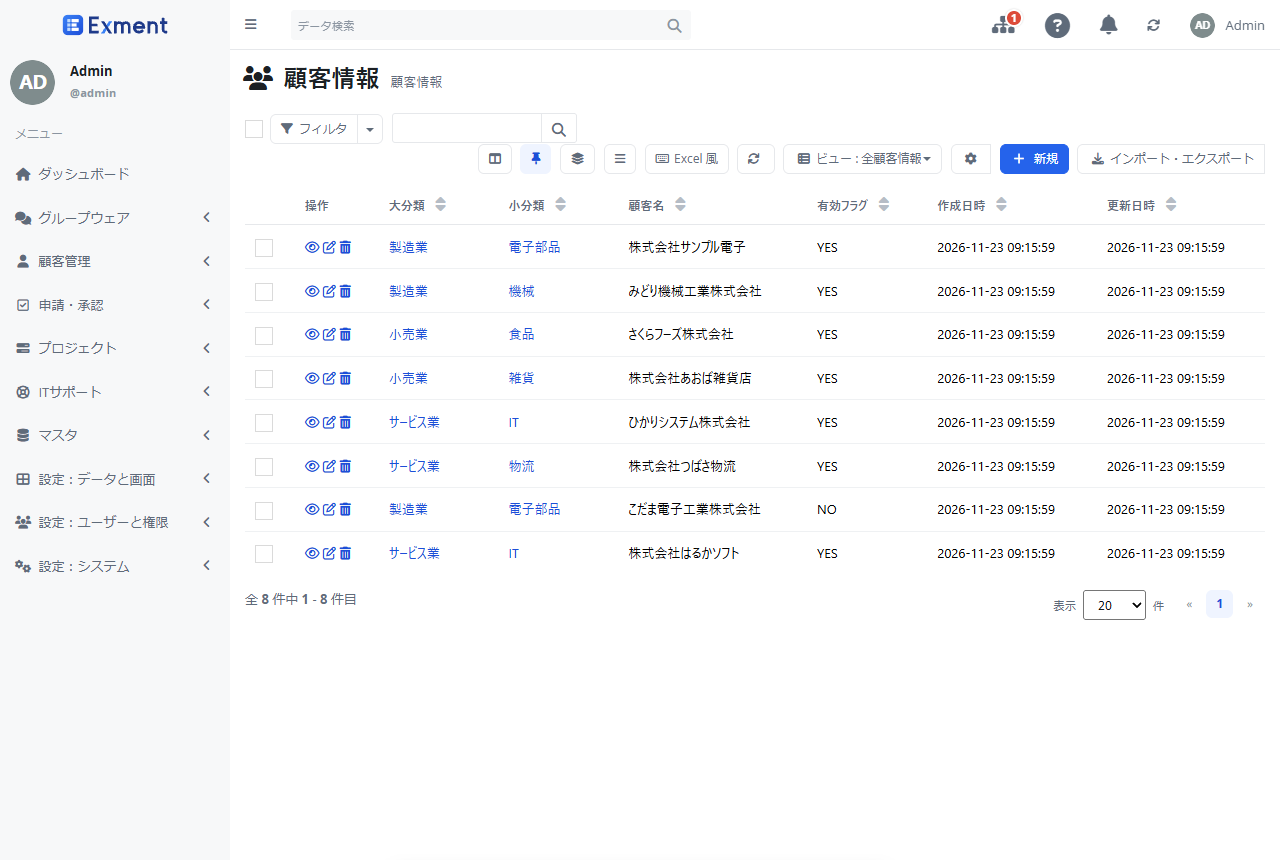 Exment
データ検索
1
?
AD
Admin
AD
Admin
@admin
メニュー
ダッシュボード
グループウェア
顧客管理
申請・承認
プロジェクト
ITサポート
マスタ
設定：データと画面
設定：ユーザーと権限
設定：システム
顧客情報 顧客情報
フィルタ
Excel 風
ビュー : 全顧客情報
新規
インポート・エクスポート
操作 大分類 小分類 顧客名 有効フラグ 作成日時 更新日時
製造業 電子部品 株式会社サンプル電子 YES 2026-11-23 09:15:59 2026-11-23 09:15:59
製造業 機械 みどり機械工業株式会社 YES 2026-11-23 09:15:59 2026-11-23 09:15:59
小売業 食品 さくらフーズ株式会社 YES 2026-11-23 09:15:59 2026-11-23 09:15:59
小売業 雑貨 株式会社あおば雑貨店 YES 2026-11-23 09:15:59 2026-11-23 09:15:59
サービス業 IT ひかりシステム株式会社 YES 2026-11-23 09:15:59 2026-11-23 09:15:59
サービス業 物流 株式会社つばさ物流 YES 2026-11-23 09:15:59 2026-11-23 09:15:59
製造業 電子部品 こだま電子工業株式会社 NO 2026-11-23 09:15:59 2026-11-23 09:15:59
サービス業 IT 株式会社はるかソフト YES 2026-11-23 09:15:59 2026-11-23 09:15:59
全 8 件中 1 - 8 件目
表示 20 件 « 1 »